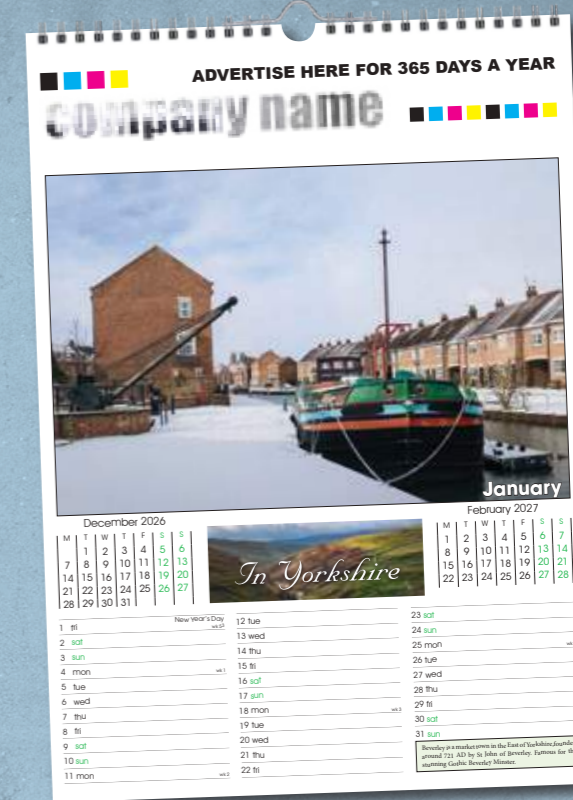 ADVERTISE HERE FOR 365 DAYS A YEAR
company name
January
December 2026
M T W T F S S
1 2 3 4 5 6
7 8 9 10 11 12 13
14 15 16 17 18 19 20
21 22 23 24 25 26 27
28 29 30 31
In Yorkshire
February 2027
M T W T F S S
1 2 3 4 5 6 7
8 9 10 11 12 13 14
15 16 17 18 19 20 21
22 23 24 25 26 27 28
New Year's Day
1 fri wk53
2 sat
3 sun
4 mon wk1
5 tue
6 wed
7 thu
8 fri
9 sat
10 sun
11 mon wk2
12 tue
13 wed
14 thu
15 fri
16 sat
17 sun
18 mon wk3
19 tue
20 wed
21 thu
22 fri
23 sat
24 sun
25 mon
26 tue
27 wed
28 thu
29 fri
30 sat
31 sun
Beverley is a market town in the East of Yorkshire, founde
around 721 AD by St John of Beverley. Famous for th
stunning Gothic Beverley Minster.